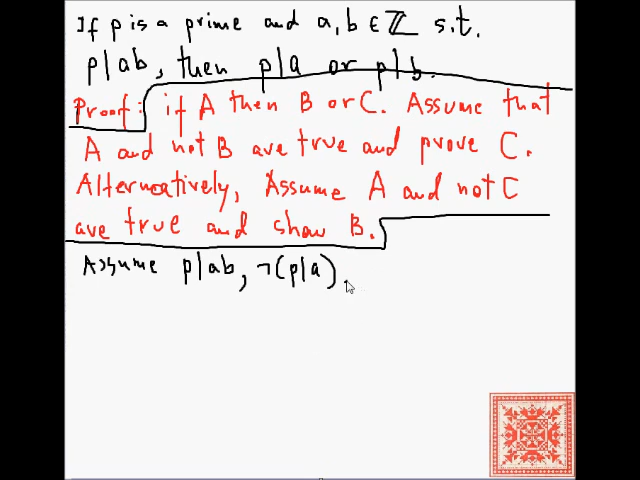 If p is a prime and a, b ∈ ℤ s.t.
p|ab, then p|a or p|b.
Proof: if A then B or C. Assume that
A and not B are true and prove C.
Alternatively, Assume A and not C
are true and show B.
Assume p|ab, ¬(p|a).